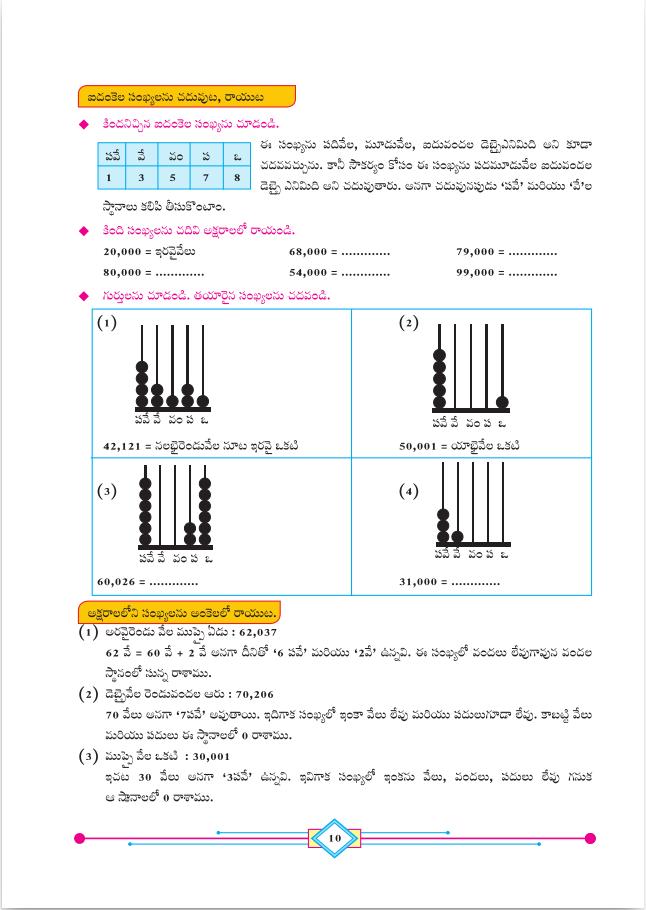 ఐదంకెల సంఖ్యలను చదువుట, రాయుట
◆ కిందనిచ్చిన ఐదంకెల సంఖ్యను చూడండి.
పవే వే వం ప ఒ
1 3 5 7 8
ఈ సంఖ్యను పదివేల, మూడువేల, ఐదువందల డెబ్భైఎనిమిది అని కూడా
చదవవచ్చును. కానీ సౌకర్యం కోసం ఈ సంఖ్యను పదమూడువేల ఐదువందల
డెబ్భై ఎనిమిది అని చదువుతారు. అనగా చదువునపుడు ‘పవే’ మరియు ‘వే’ల
స్థానాలు కలిపి తీసుకొంటాం.
◆ కింది సంఖ్యలను చదివి అక్షరాలలో రాయండి.
20,000 = ఇరవైవేలు 68,000 = ............. 79,000 = .............
80,000 = ............. 54,000 = ............. 99,000 = .............
◆ గుర్తులను చూడండి. తయారైన సంఖ్యలను చదవండి.
(1)
పవే వే వం ప ఒ
42,121 = నలభైరెండువేల నూట ఇరవై ఒకటి
(2)
పవే వే వం ప ఒ
50,001 = యాభైవేల ఒకటి
(3)
పవే వే వం ప ఒ
60,026 = .............
(4)
పవే వే వం ప ఒ
31,000 = .............
అక్షరాలలోని సంఖ్యలను అంకెలలో రాయుట.
(1) అరవైరెండు వేల ముప్పై ఏడు : 62,037
62 వే = 60 వే + 2 వే అనగా దీనితో ‘6 పవే’ మరియు ‘2వే’ ఉన్నవి. ఈ సంఖ్యలో వందలు లేవుగావున వందల
స్థానంలో సున్న రాశాము.
(2) డెబ్భైవేల రెండువందల ఆరు : 70,206
70 వేలు అనగా ‘7పవే’ అవుతాయి. ఇదిగాక సంఖ్యలో ఇంకా వేలు లేవు మరియు పదులుగూడా లేవు. కాబట్టి వేలు
మరియు పదులు ఈ స్థానాలలో 0 రాశాము.
(3) ముప్పై వేల ఒకటి : 30,001
ఇచట 30 వేలు అనగా ‘3పవే’ ఉన్నవి. ఇవిగాక సంఖ్యలో ఇంకను వేలు, వందలు, పదులు లేవు గనుక
ఆ స్థానాలలో 0 రాశాము.
10